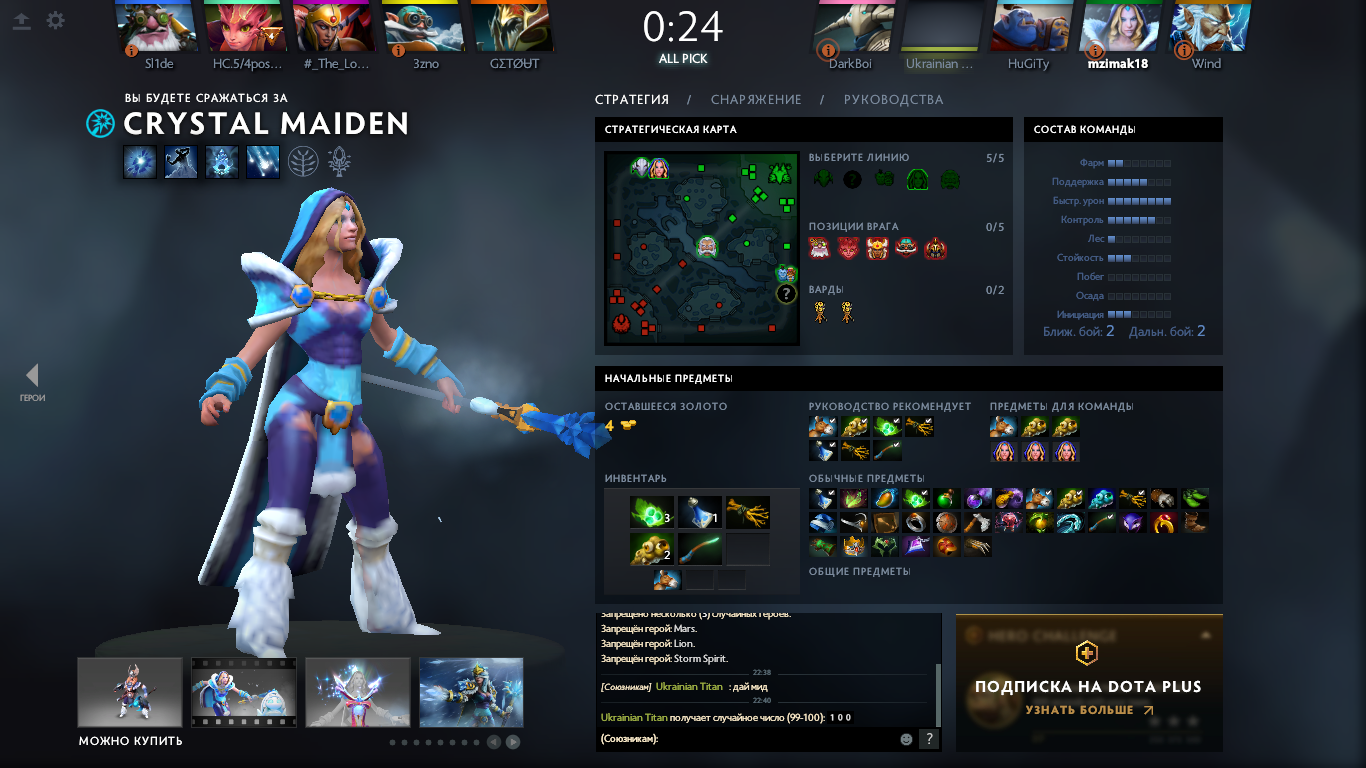 0:24
ALL PICK
Sl1de
HC.5/4pos...
#_The_Lo...
3zno
GΣTØUT
DarkBoi
Ukrainian ...
HuGiTy
mzimak18
Wind
ВЫ БУДЕТЕ СРАЖАТЬСЯ ЗА
CRYSTAL MAIDEN
СТРАТЕГИЯ / СНАРЯЖЕНИЕ / РУКОВОДСТВА
СТРАТЕГИЧЕСКАЯ КАРТА
ВЫБЕРИТЕ ЛИНИЮ 5/5
ПОЗИЦИИ ВРАГА 0/5
ВАРДЫ 0/2
?
?
СОСТАВ КОМАНДЫ
Фарм
Поддержка
Быстр. урон
Контроль
Лес
Стойкость
Побег
Осада
Инициация
Ближ. бой: 2 Дальн. бой: 2
ГЕРОИ
НАЧАЛЬНЫЕ ПРЕДМЕТЫ
ОСТАВШЕЕСЯ ЗОЛОТО
4
РУКОВОДСТВО РЕКОМЕНДУЕТ
ПРЕДМЕТЫ ДЛЯ КОМАНДЫ
ИНВЕНТАРЬ
3
1
2
ОБЫЧНЫЕ ПРЕДМЕТЫ
ОБЩИЕ ПРЕДМЕТЫ
Запрещено несколько (3) случайных героев.
Запрещён герой: Mars.
Запрещён герой: Lion.
Запрещён герой: Storm Spirit.
22:38
[Союзникам] Ukrainian Titan : дай мид
22:40
Ukrainian Titan получает случайное число (99-100): 1 0 0
(Союзникам):
?
HERO CHALLENGE
ПОДПИСКА НА DOTA PLUS
УЗНАТЬ БОЛЬШЕ
МОЖНО КУПИТЬ